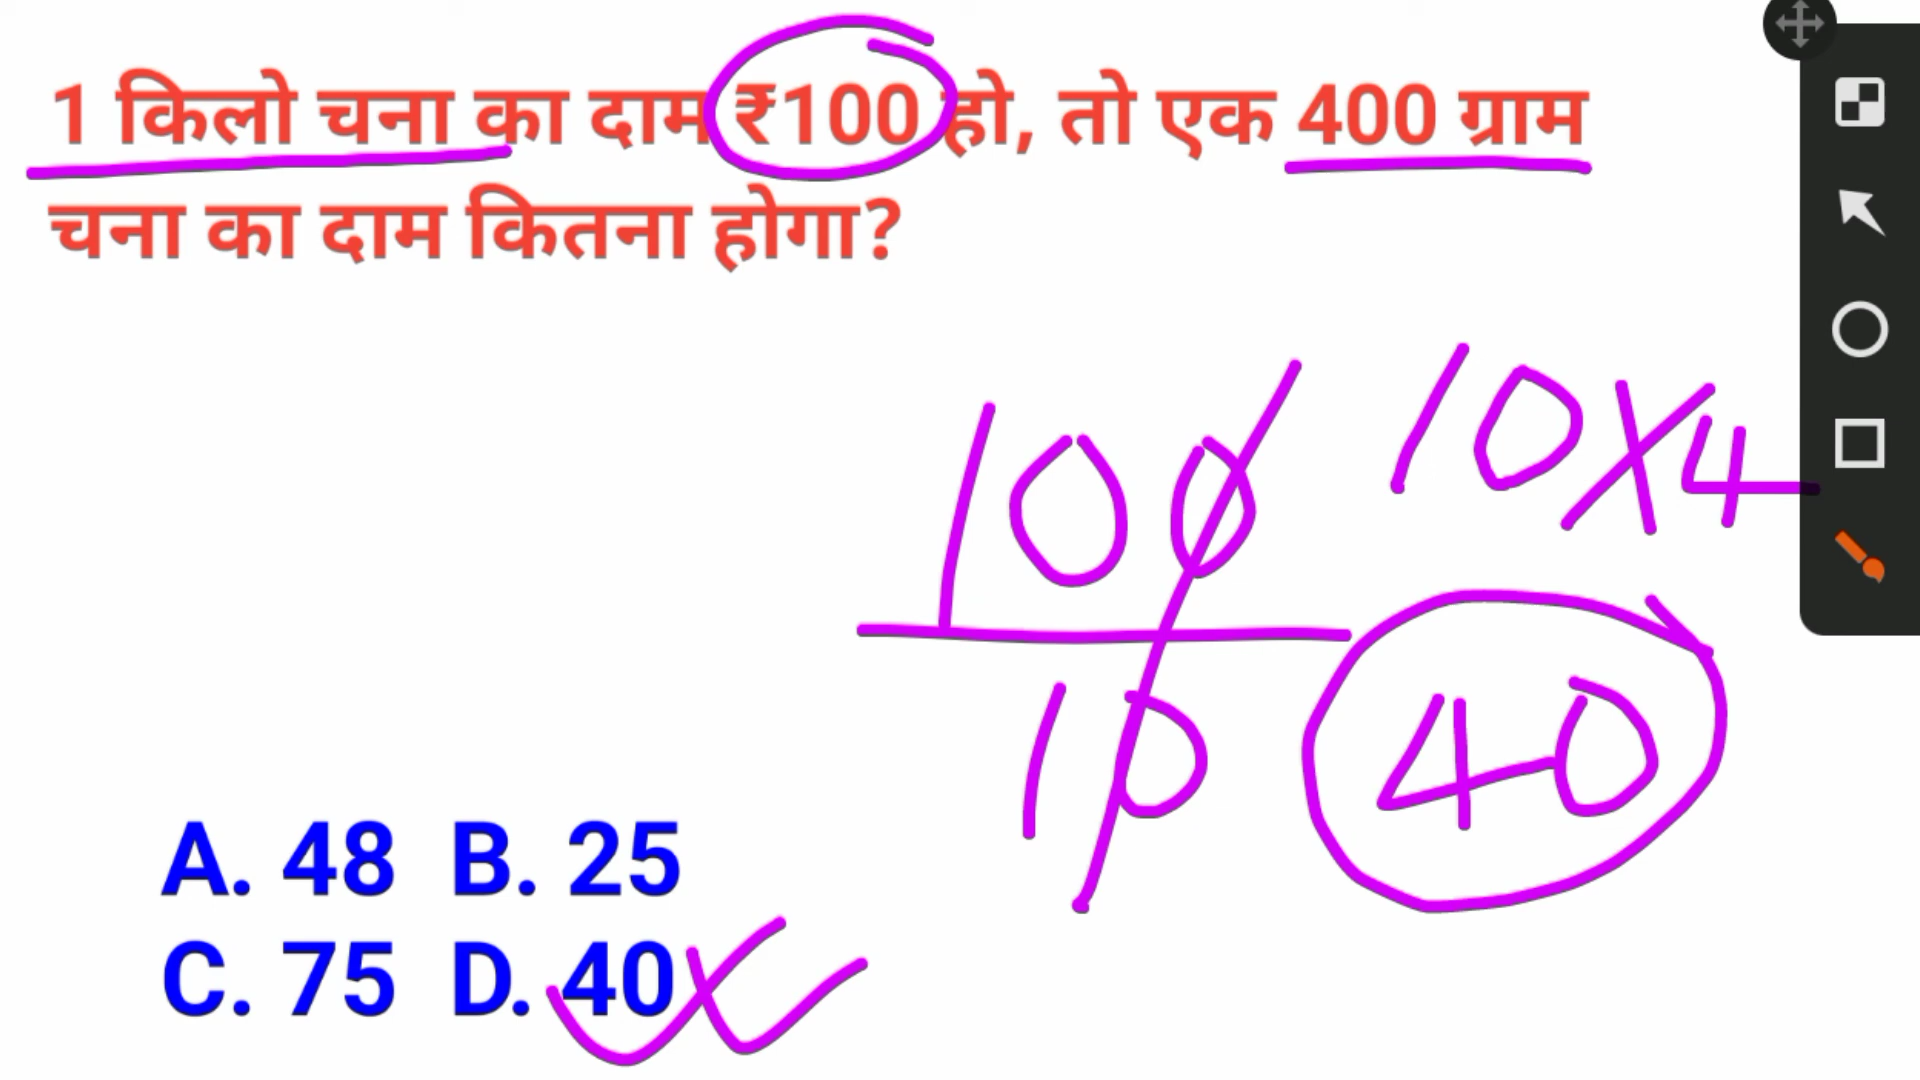 1 किलो चना का दाम ₹100 हो, तो एक 400 ग्राम
चना का दाम कितना होगा?
100
10
10X4
40
A. 48 B. 25
C. 75 D. 40